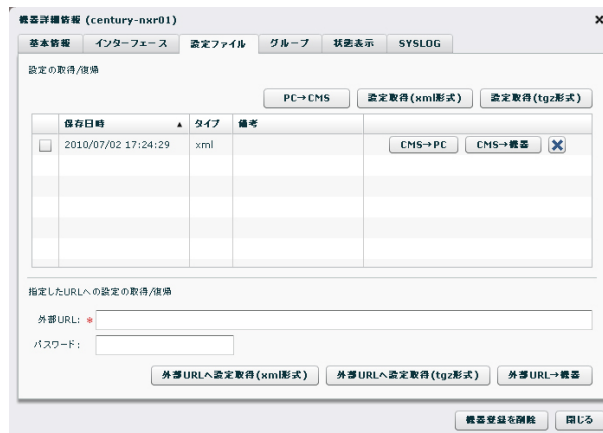 機器詳細情報 (century-nxr01)
基本情報 インターフェース 設定ファイル グループ 状態表示 SYSLOG
設定の取得/復帰
PC→CMS 設定取得(xml形式) 設定取得(tgz形式)
保存日時 ▲ タイプ 備考
2010/07/02 17:24:29 xml CMS→PC CMS→機器
指定したURLへの設定の取得/復帰
外部URL: *
パスワード:
外部URLへ設定取得(xml形式) 外部URLへ設定取得(tgz形式) 外部URL→機器
機器登録を削除 閉じる